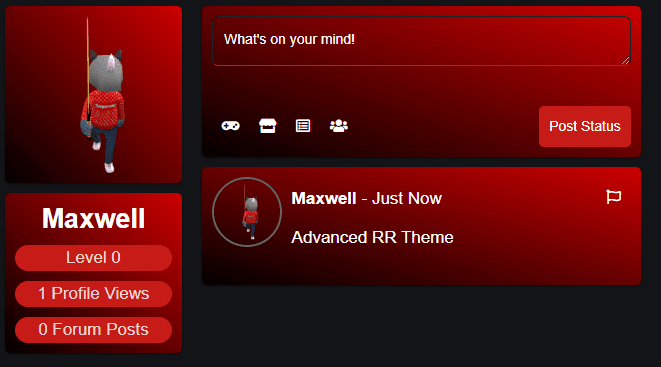 What's on your mind!
Post Status
Maxwell
Level 0
1 Profile Views
0 Forum Posts
Maxwell - Just Now
Advanced RR Theme